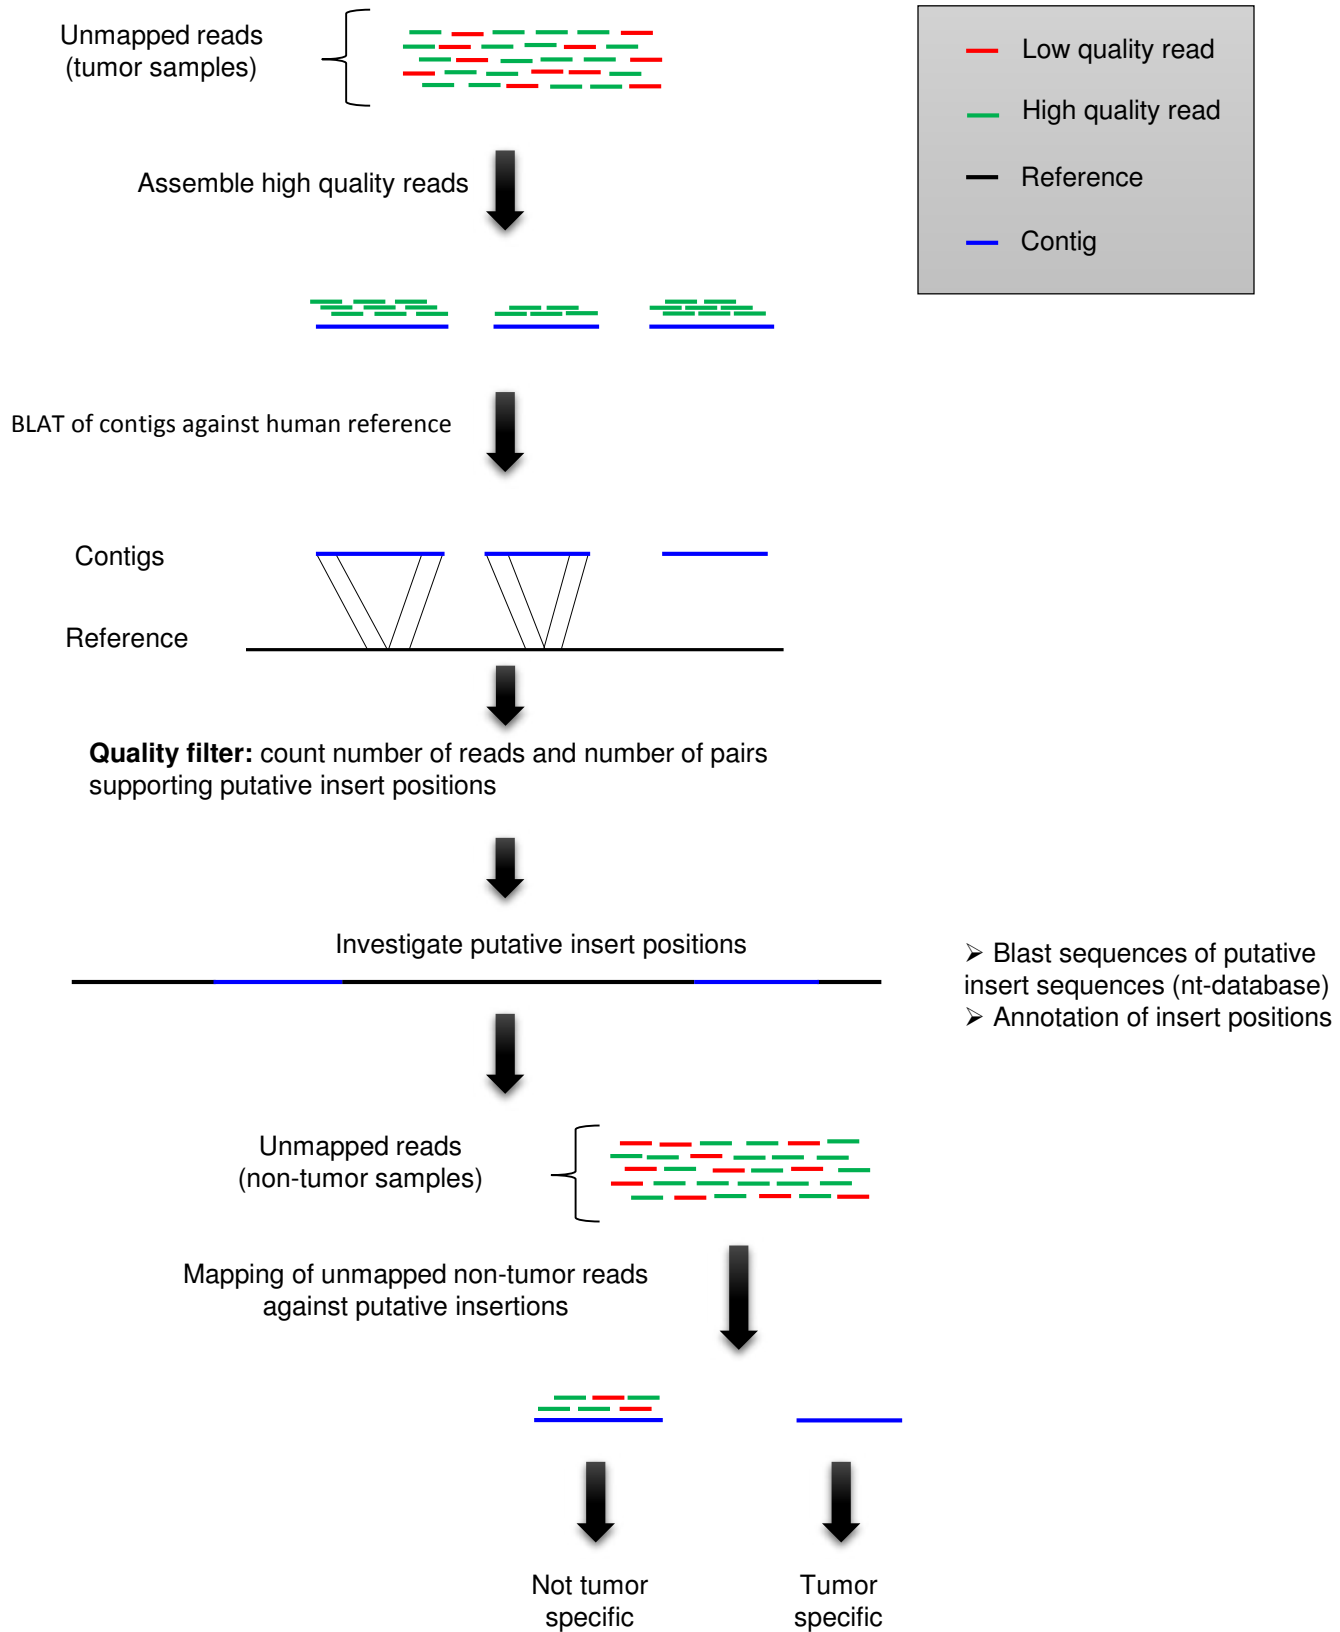 Unmapped reads
(tumor samples)
Low quality read
High quality read
Reference
Contig
Assemble high quality reads
BLAT of contigs against human reference
Contigs
Reference
Quality filter: count number of reads and number of pairs
supporting putative insert positions
Investigate putative insert positions
➢ Blast sequences of putative
insert sequences (nt-database)
➢ Annotation of insert positions
Unmapped reads
(non-tumor samples)
Mapping of unmapped non-tumor reads
against putative insertions
Not tumor
specific
Tumor
specific